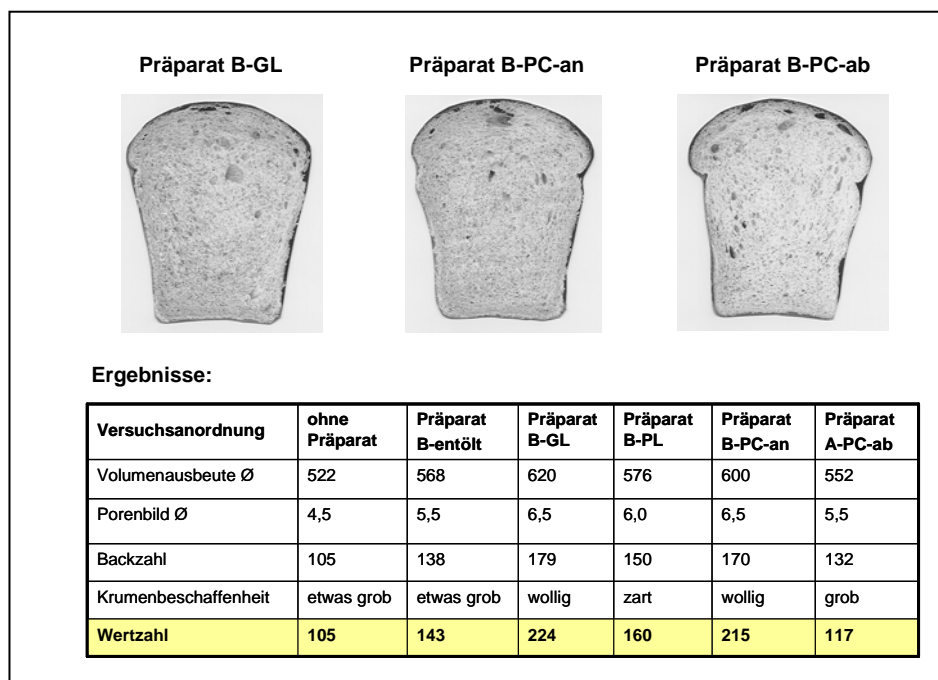 Präparat B-GL Präparat B-PC-an Präparat B-PC-ab
Ergebnisse:
Versuchsanordnung ohne Präparat Präparat B-entölt Präparat B-GL Präparat B-PL Präparat B-PC-an Präparat A-PC-ab
Volumenausbeute Ø 522 568 620 576 600 552
Porenbild Ø 4,5 5,5 6,5 6,0 6,5 5,5
Backzahl 105 138 179 150 170 132
Krumenbeschaffenheit etwas grob etwas grob wollig zart wollig grob
Wertzahl 105 143 224 160 215 117